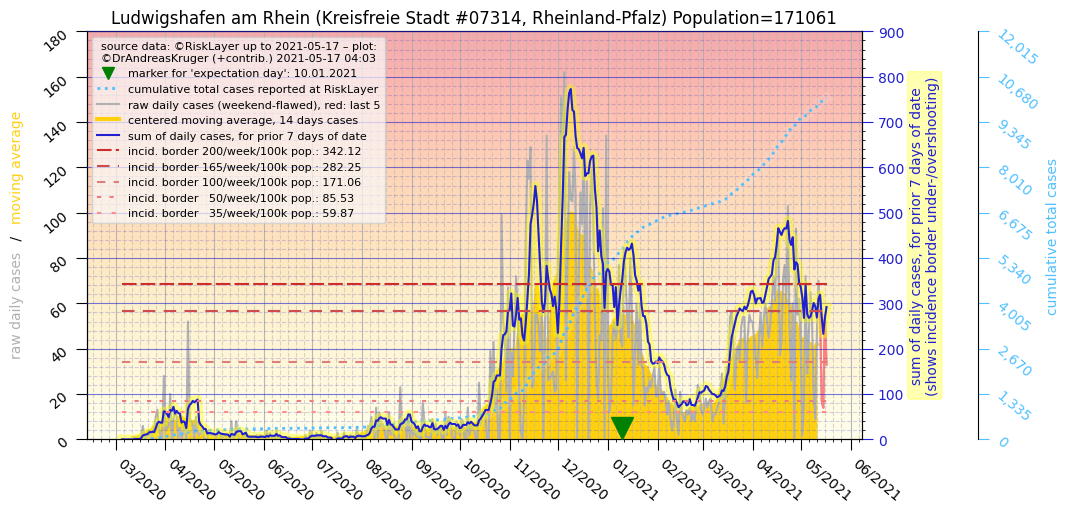 Ludwigshafen am Rhein (Kreisfreie Stadt #07314, Rheinland-Pfalz) Population=171061
source data: ©RiskLayer up to 2021-05-17 – plot:
©DrAndreasKruger (+contrib.) 2021-05-17 04:03
marker for 'expectation day': 10.01.2021
cumulative total cases reported at RiskLayer
raw daily cases (weekend-flawed), red: last 5
centered moving average, 14 days cases
sum of daily cases, for prior 7 days of date
incid. border 200/week/100k pop.: 342.12
incid. border 165/week/100k pop.: 282.25
incid. border 100/week/100k pop.: 171.06
incid. border   50/week/100k pop.: 85.53
incid. border   35/week/100k pop.: 59.87
raw daily cases  /  moving average
180
160
140
120
100
80
60
40
20
0
03/2020
04/2020
05/2020
06/2020
07/2020
08/2020
09/2020
10/2020
11/2020
12/2020
01/2021
02/2021
03/2021
04/2021
05/2021
06/2021
900
800
700
600
500
400
300
200
100
0
sum of daily cases, for prior 7 days of date
(shows incidence border under-/overshooting)
12,015
10,680
9,345
8,010
6,675
5,340
4,005
2,670
1,335
0
cumulative total cases